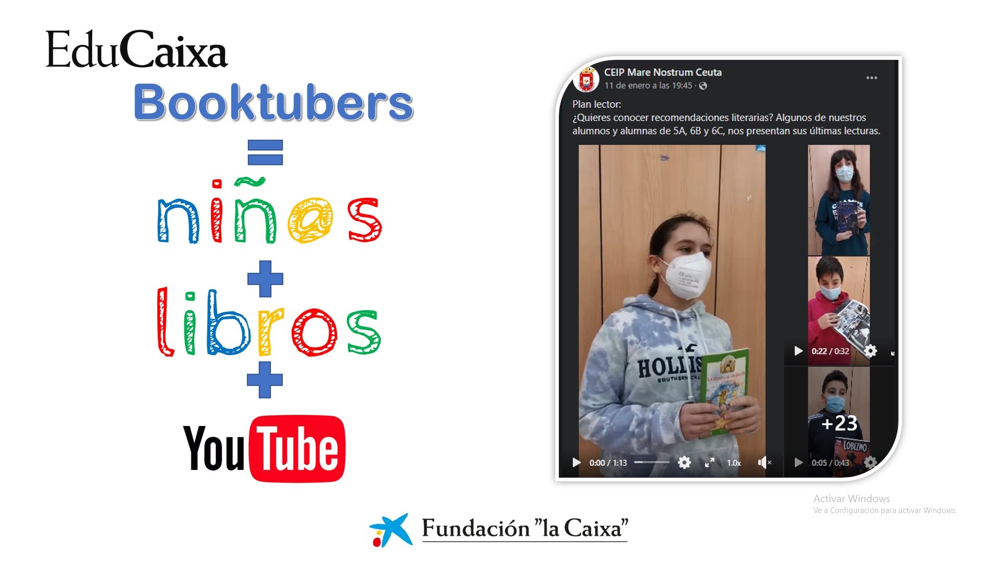 EduCaixa
Booktubers
=
niñ@s
+
libros
+
YouTube
CEIP Mare Nostrum Ceuta
11 de enero a las 19:45 ·
Plan lector:
¿Quieres conocer recomendaciones literarias? Algunos de nuestros
alumnos y alumnas de 5A, 6B y 6C, nos presentan sus últimas lecturas.
HOLLIS
SOUTHERN CAL
0:00 / 1:13
1.0x
0:22 / 0:32
+23
LOBEZNO
0:05 / 0:43
Activar Windows
Ve a Configuración para activar Windows.
Fundación "la Caixa"